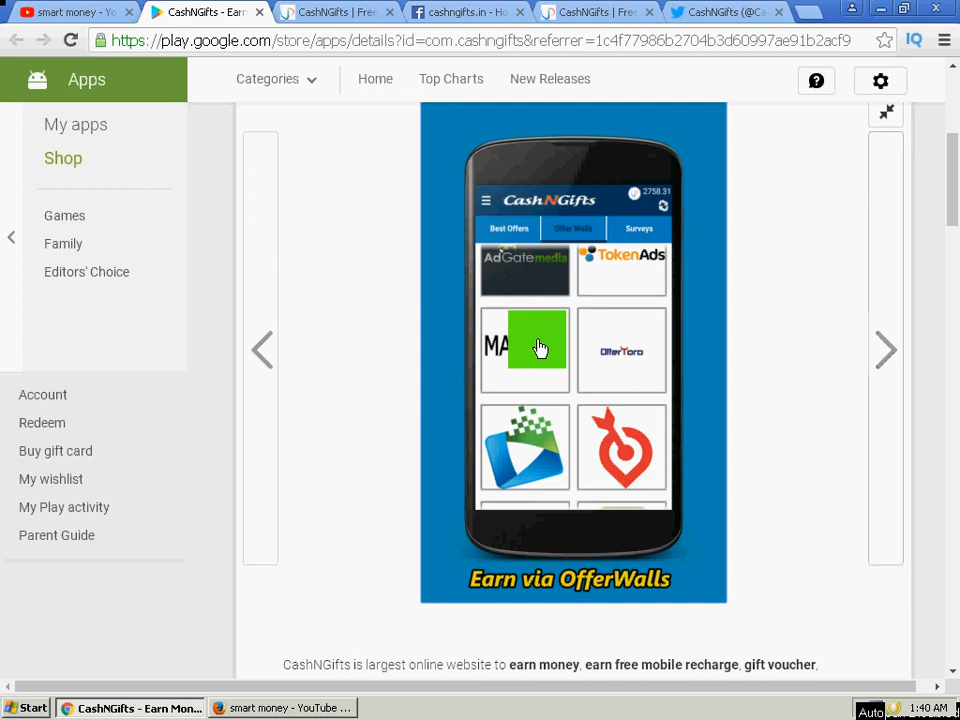 smart money - Yo
CashNGifts - Earn
CashNGifts | Free
cashngifts.in - Ho
CashNGifts | Free
CashNGifts (@Ca
https://play.google.com/store/apps/details?id=com.cashngifts&referrer=1c4f77986b2704b3d60997ae91b2acf9
IQ
Apps
Categories
Home
Top Charts
New Releases
My apps
Shop
Games
Family
Editors' Choice
Account
Redeem
Buy gift card
My wishlist
My Play activity
Parent Guide
CashNGifts
2758.31
Best Offers
Offer Walls
Surveys
AdGatemedia
TokenAds
MA
OfferToro
Earn via OfferWalls
CashNGifts is largest online website to earn money, earn free mobile recharge, gift voucher,
Start
CashNGifts - Earn Mon...
smart money - YouTube ...
1:40 AM